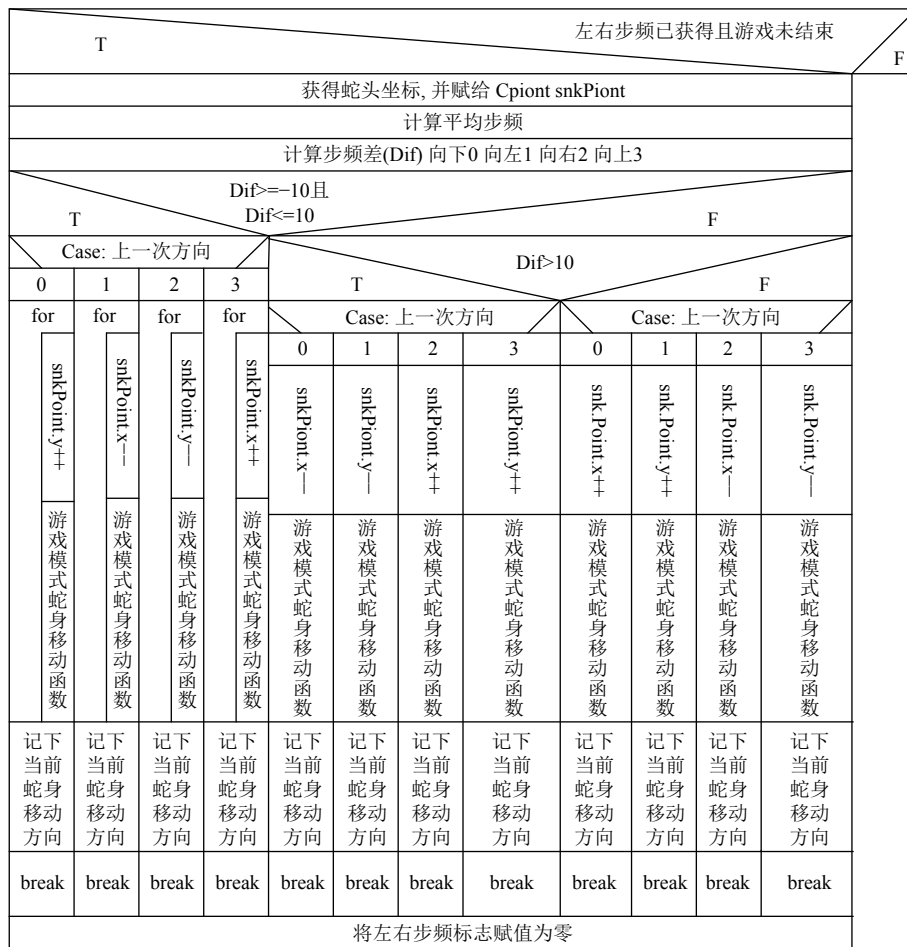 左右步频已获得且游戏未结束
T
F
获得蛇头坐标, 并赋给 Cpiont snkPiont
计算平均步频
计算步频差(Dif) 向下0 向左1 向右2 向上3
Dif>=−10且
Dif<=10
T
F
Case: 上一次方向
Dif>10
T
F
0
1
2
3
for
for
for
for
Case: 上一次方向
Case: 上一次方向
0
1
2
3
0
1
2
3
snkPoint.y++
snkPoint.x−−
snkPoint.y−−
snkPoint.x++
snkPiont.x−−
snkPiont.y−−
snkPiont.x++
snkPiont.y++
snk.Point.x++
snk.Point.y++
snk.Point.x−−
snk.Point.y−−
游戏模式蛇身移动函数
游戏模式蛇身移动函数
游戏模式蛇身移动函数
游戏模式蛇身移动函数
游戏模式蛇身移动函数
游戏模式蛇身移动函数
游戏模式蛇身移动函数
游戏模式蛇身移动函数
游戏模式蛇身移动函数
游戏模式蛇身移动函数
游戏模式蛇身移动函数
游戏模式蛇身移动函数
记下
当前
蛇身
移动
方向
记下
当前
蛇身
移动
方向
记下
当前
蛇身
移动
方向
记下
当前
蛇身
移动
方向
记下
当前
蛇身
移动
方向
记下
当前
蛇身
移动
方向
记下
当前
蛇身
移动
方向
记下
当前
蛇身
移动
方向
记下
当前
蛇身
移动
方向
记下
当前
蛇身
移动
方向
记下
当前
蛇身
移动
方向
记下
当前
蛇身
移动
方向
break
break
break
break
break
break
break
break
break
break
break
break
将左右步频标志赋值为零